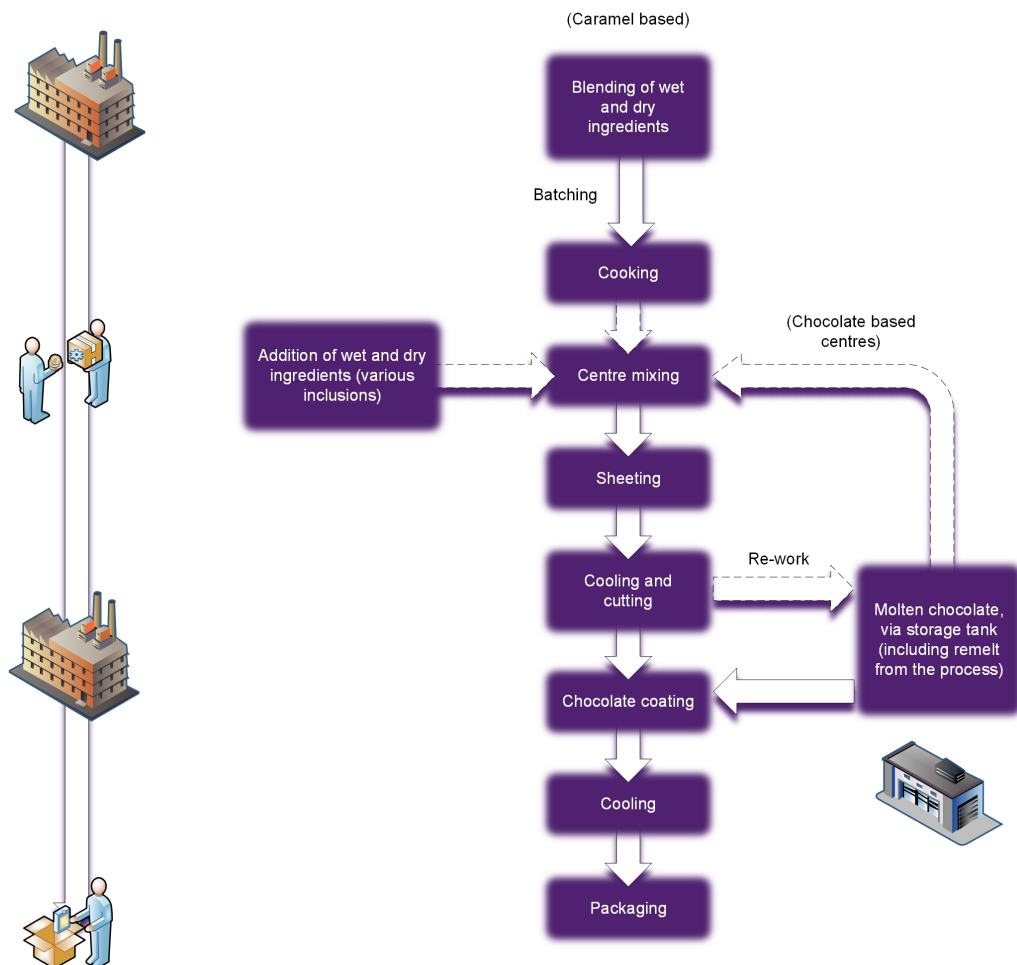 (Caramel based)
Blending of wet
and dry
ingredients
Batching
Cooking
(Chocolate based
centres)
Addition of wet and dry
ingredients (various
inclusions)
Centre mixing
Sheeting
Re-work
Cooling and
cutting
Molten chocolate,
via storage tank
(including remelt
from the process)
Chocolate coating
Cooling
Packaging